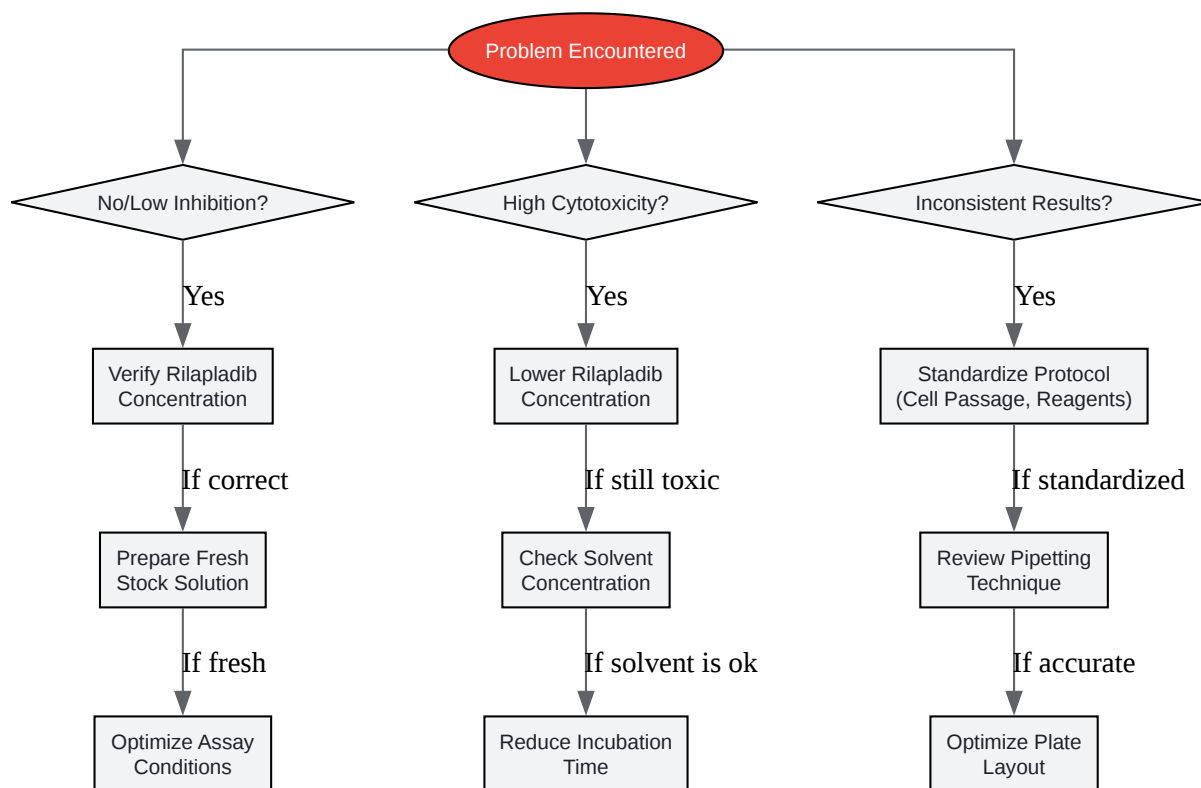 Problem Encountered
No/Low Inhibition?
High Cytotoxicity?
Inconsistent Results?
Yes
Yes
Yes
Verify Rilapladib
Concentration
Lower Rilapladib
Concentration
Standardize Protocol
(Cell Passage, Reagents)
If correct
If still toxic
If standardized
Prepare Fresh
Stock Solution
Check Solvent
Concentration
Review Pipetting
Technique
If fresh
If solvent is ok
If accurate
Optimize Assay
Conditions
Reduce Incubation
Time
Optimize Plate
Layout